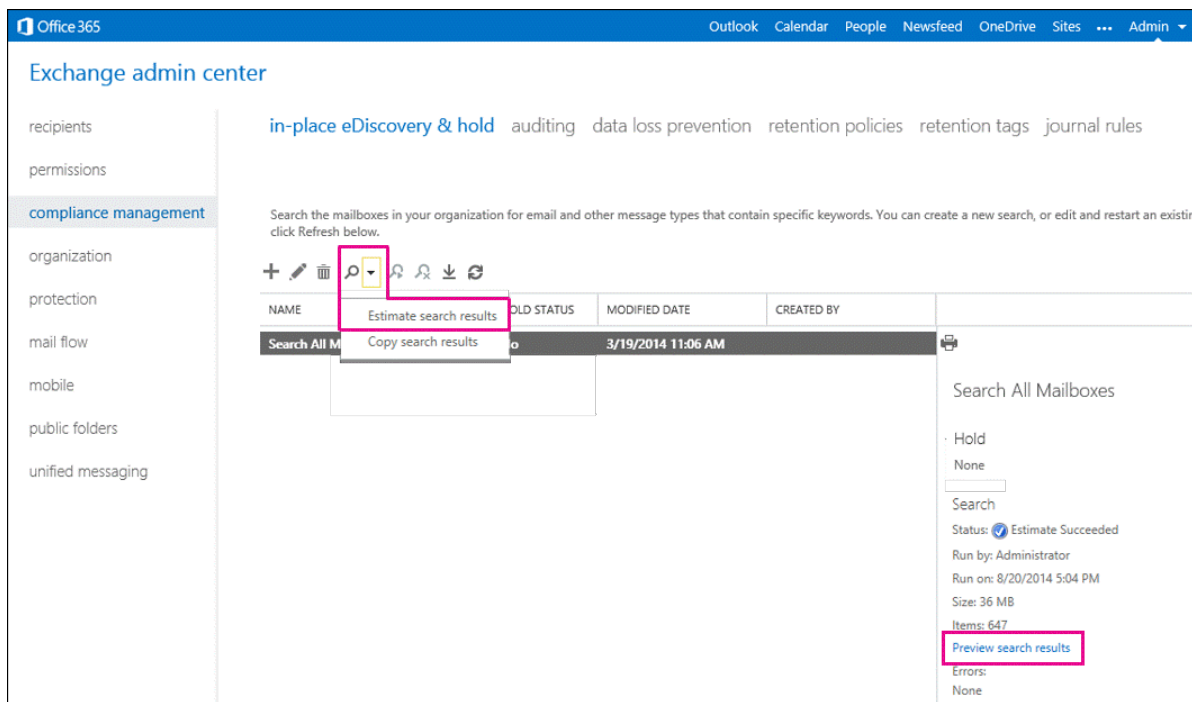 Office 365
Outlook Calendar People Newsfeed OneDrive Sites ••• Admin
Exchange admin center
recipients
permissions
compliance management
organization
protection
mail flow
mobile
public folders
unified messaging
in-place eDiscovery & hold auditing data loss prevention retention policies retention tags journal rules
Search the mailboxes in your organization for email and other message types that contain specific keywords. You can create a new search, or edit and restart an existin
click Refresh below.
NAME OLD STATUS MODIFIED DATE CREATED BY
Estimate search results
Copy search results
Search All M o 3/19/2014 11:06 AM
Search All Mailboxes
Hold
None
Search
Status: Estimate Succeeded
Run by: Administrator
Run on: 8/20/2014 5:04 PM
Size: 36 MB
Items: 647
Preview search results
Errors:
None